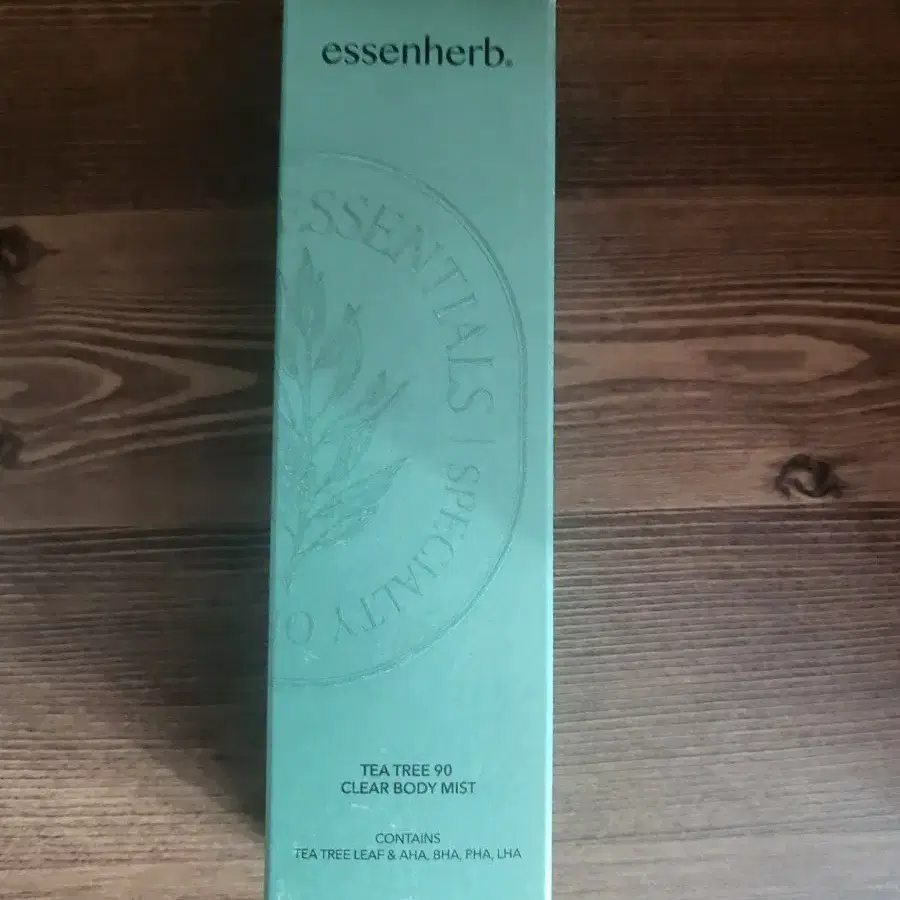 essenherb.
ESSENTIALS | SPECIALTY
TEA TREE 90
CLEAR BODY MIST
CONTAINS
TEA TREE LEAF & AHA, BHA, PHA, LHA